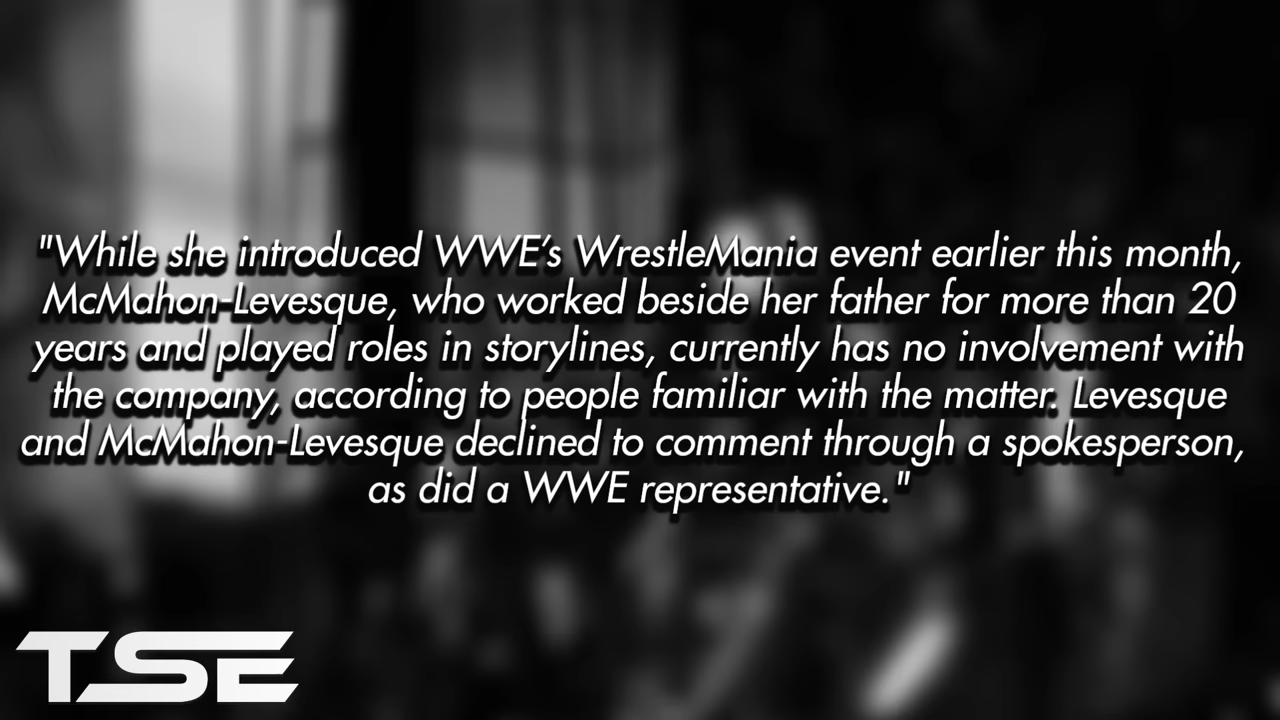 "While she introduced WWE’s WrestleMania event earlier this month,
McMahon-Levesque, who worked beside her father for more than 20
years and played roles in storylines, currently has no involvement with
the company, according to people familiar with the matter. Levesque
and McMahon-Levesque declined to comment through a spokesperson,
as did a WWE representative."
TSE